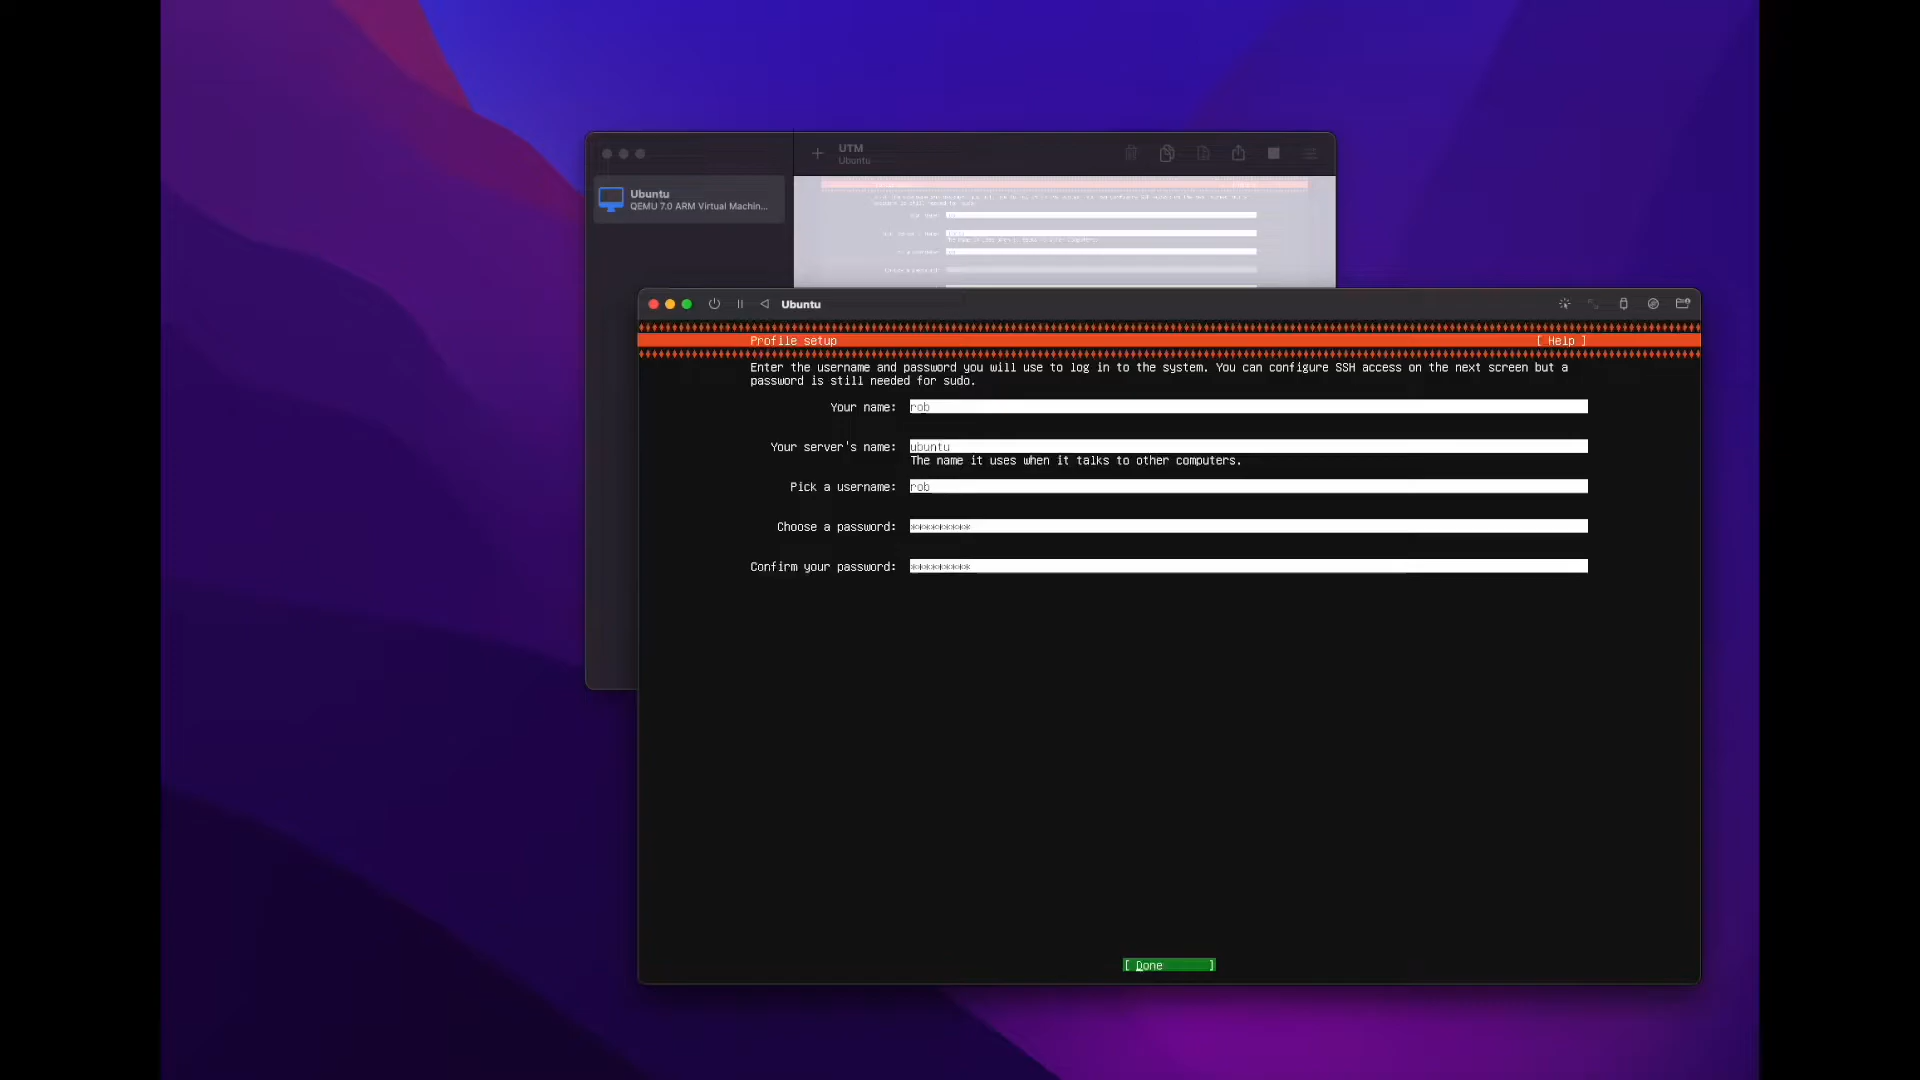 UTM
Ubuntu
Ubuntu
QEMU 7.0 ARM Virtual Machin...
Ubuntu
Profile setup
[ Help ]
Enter the username and password you will use to log in to the system. You can configure SSH access on the next screen but a
password is still needed for sudo.
Your name: rob
Your server's name: ubuntu
The name it uses when it talks to other computers.
Pick a username: rob
Choose a password: *********
Confirm your password: *********
[ Done ]